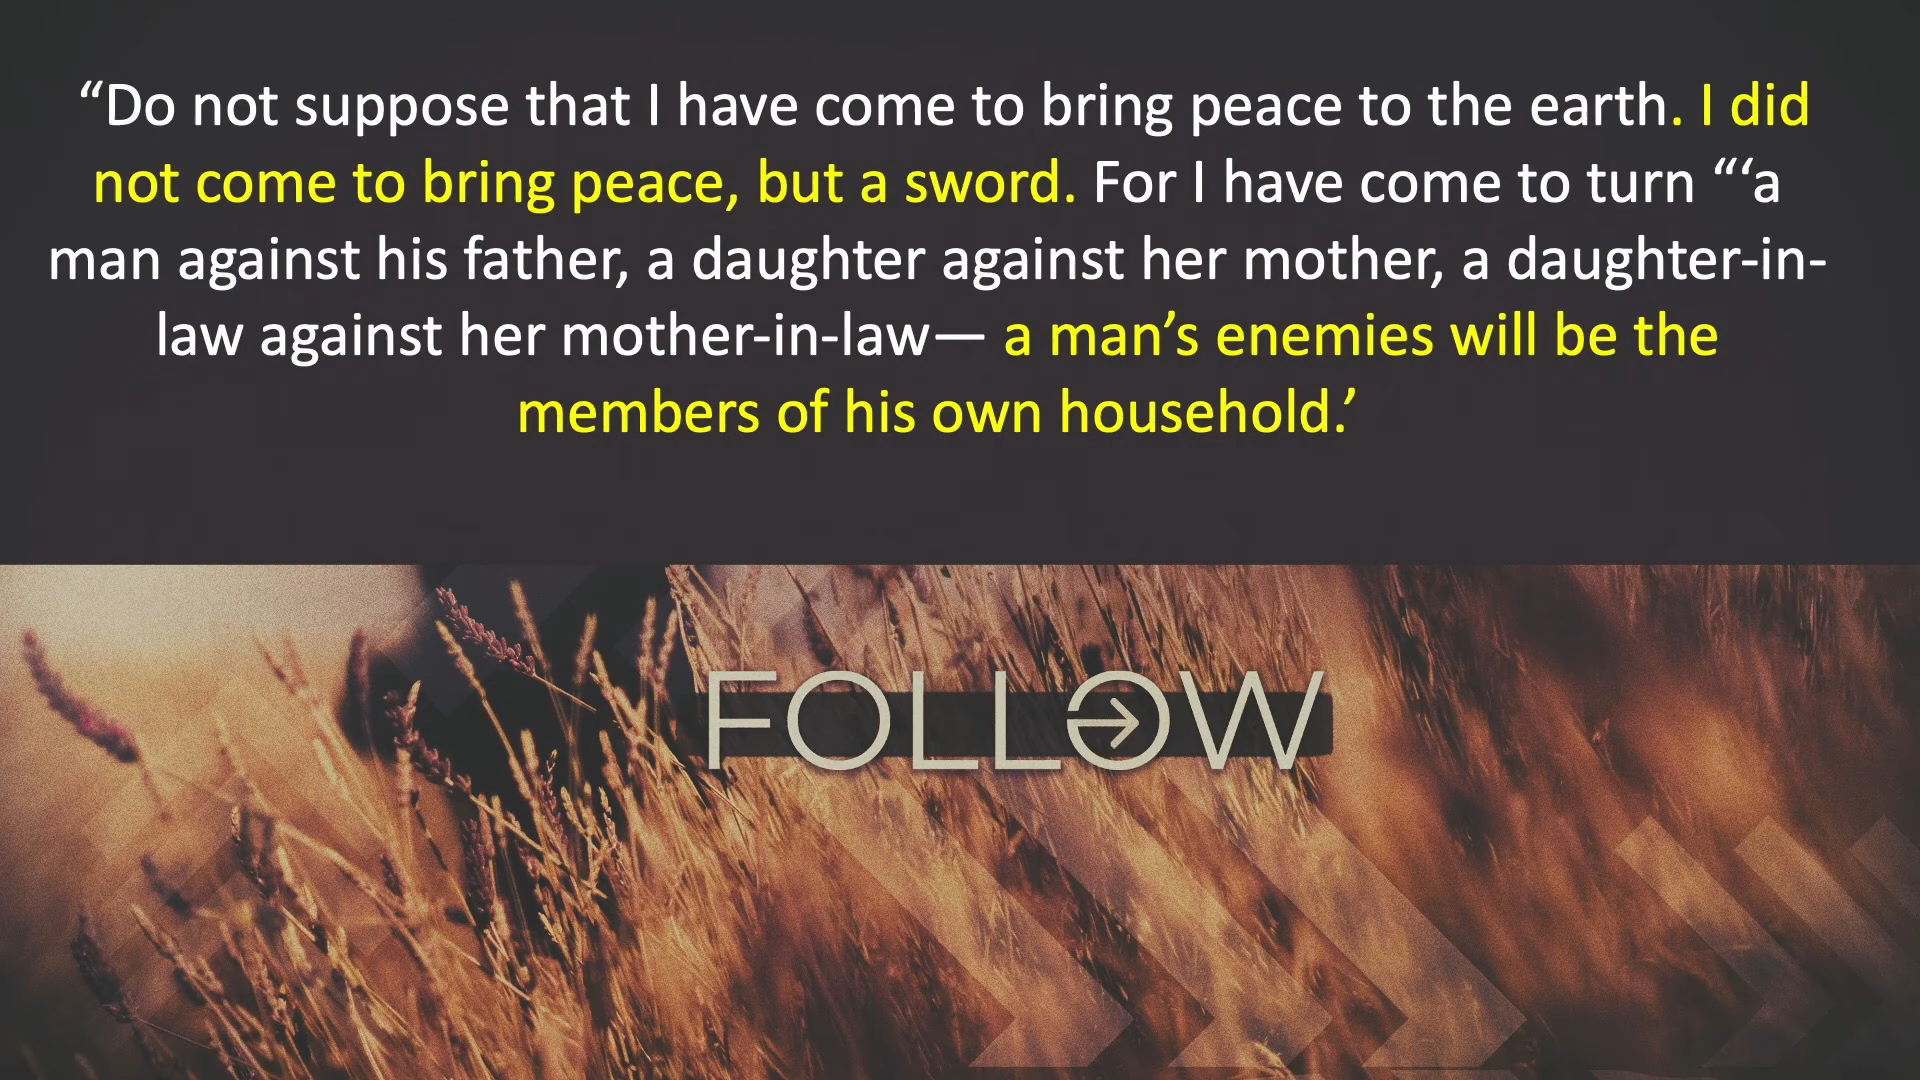 “Do not suppose that I have come to bring peace to the earth. I did
not come to bring peace, but a sword. For I have come to turn “‘a
man against his father, a daughter against her mother, a daughter-in-
law against her mother-in-law— a man’s enemies will be the
members of his own household.’
FOLLOW